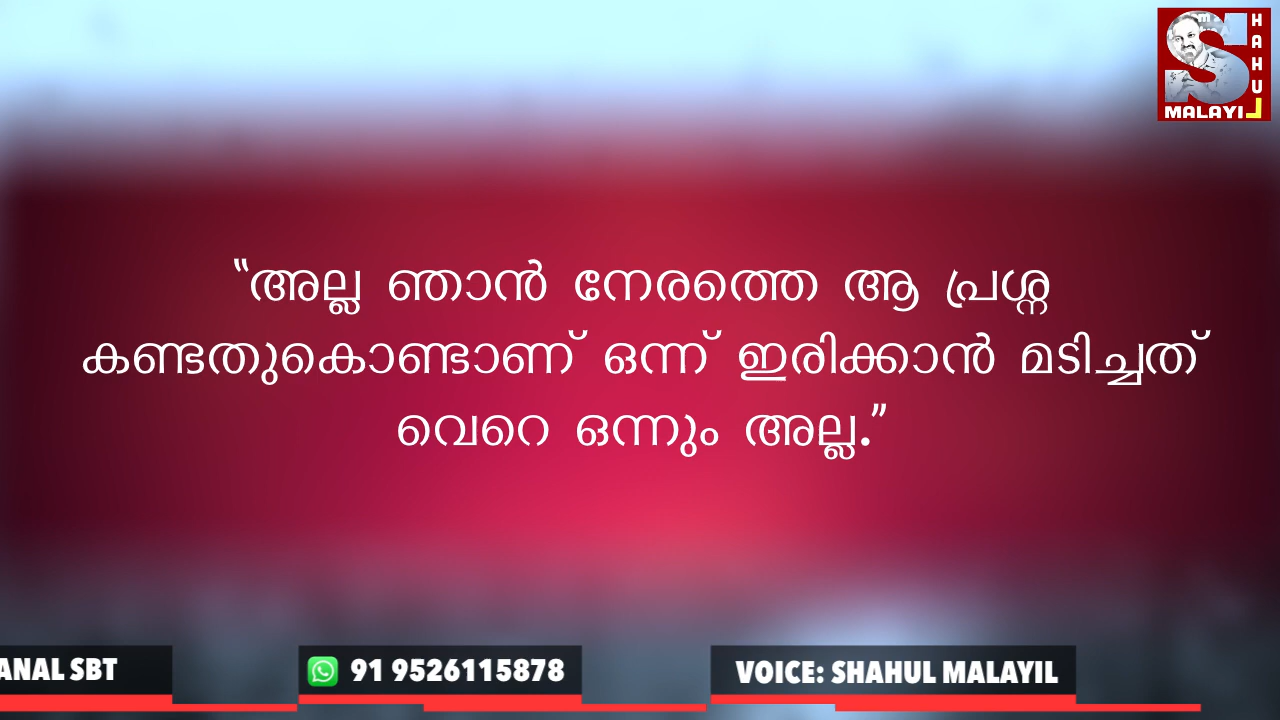 “അല്ല ഞാൻ നേരത്തെ ആ പ്രശ്ന
കണ്ടതുകൊണ്ടാണ് ഒന്ന് ഇരിക്കാൻ മടിച്ചത്
വെറെ ഒന്നും അല്ല.”
S HAHUL
MALAYIL
ANAL SBT
91 9526115878
VOICE: SHAHUL MALAYIL